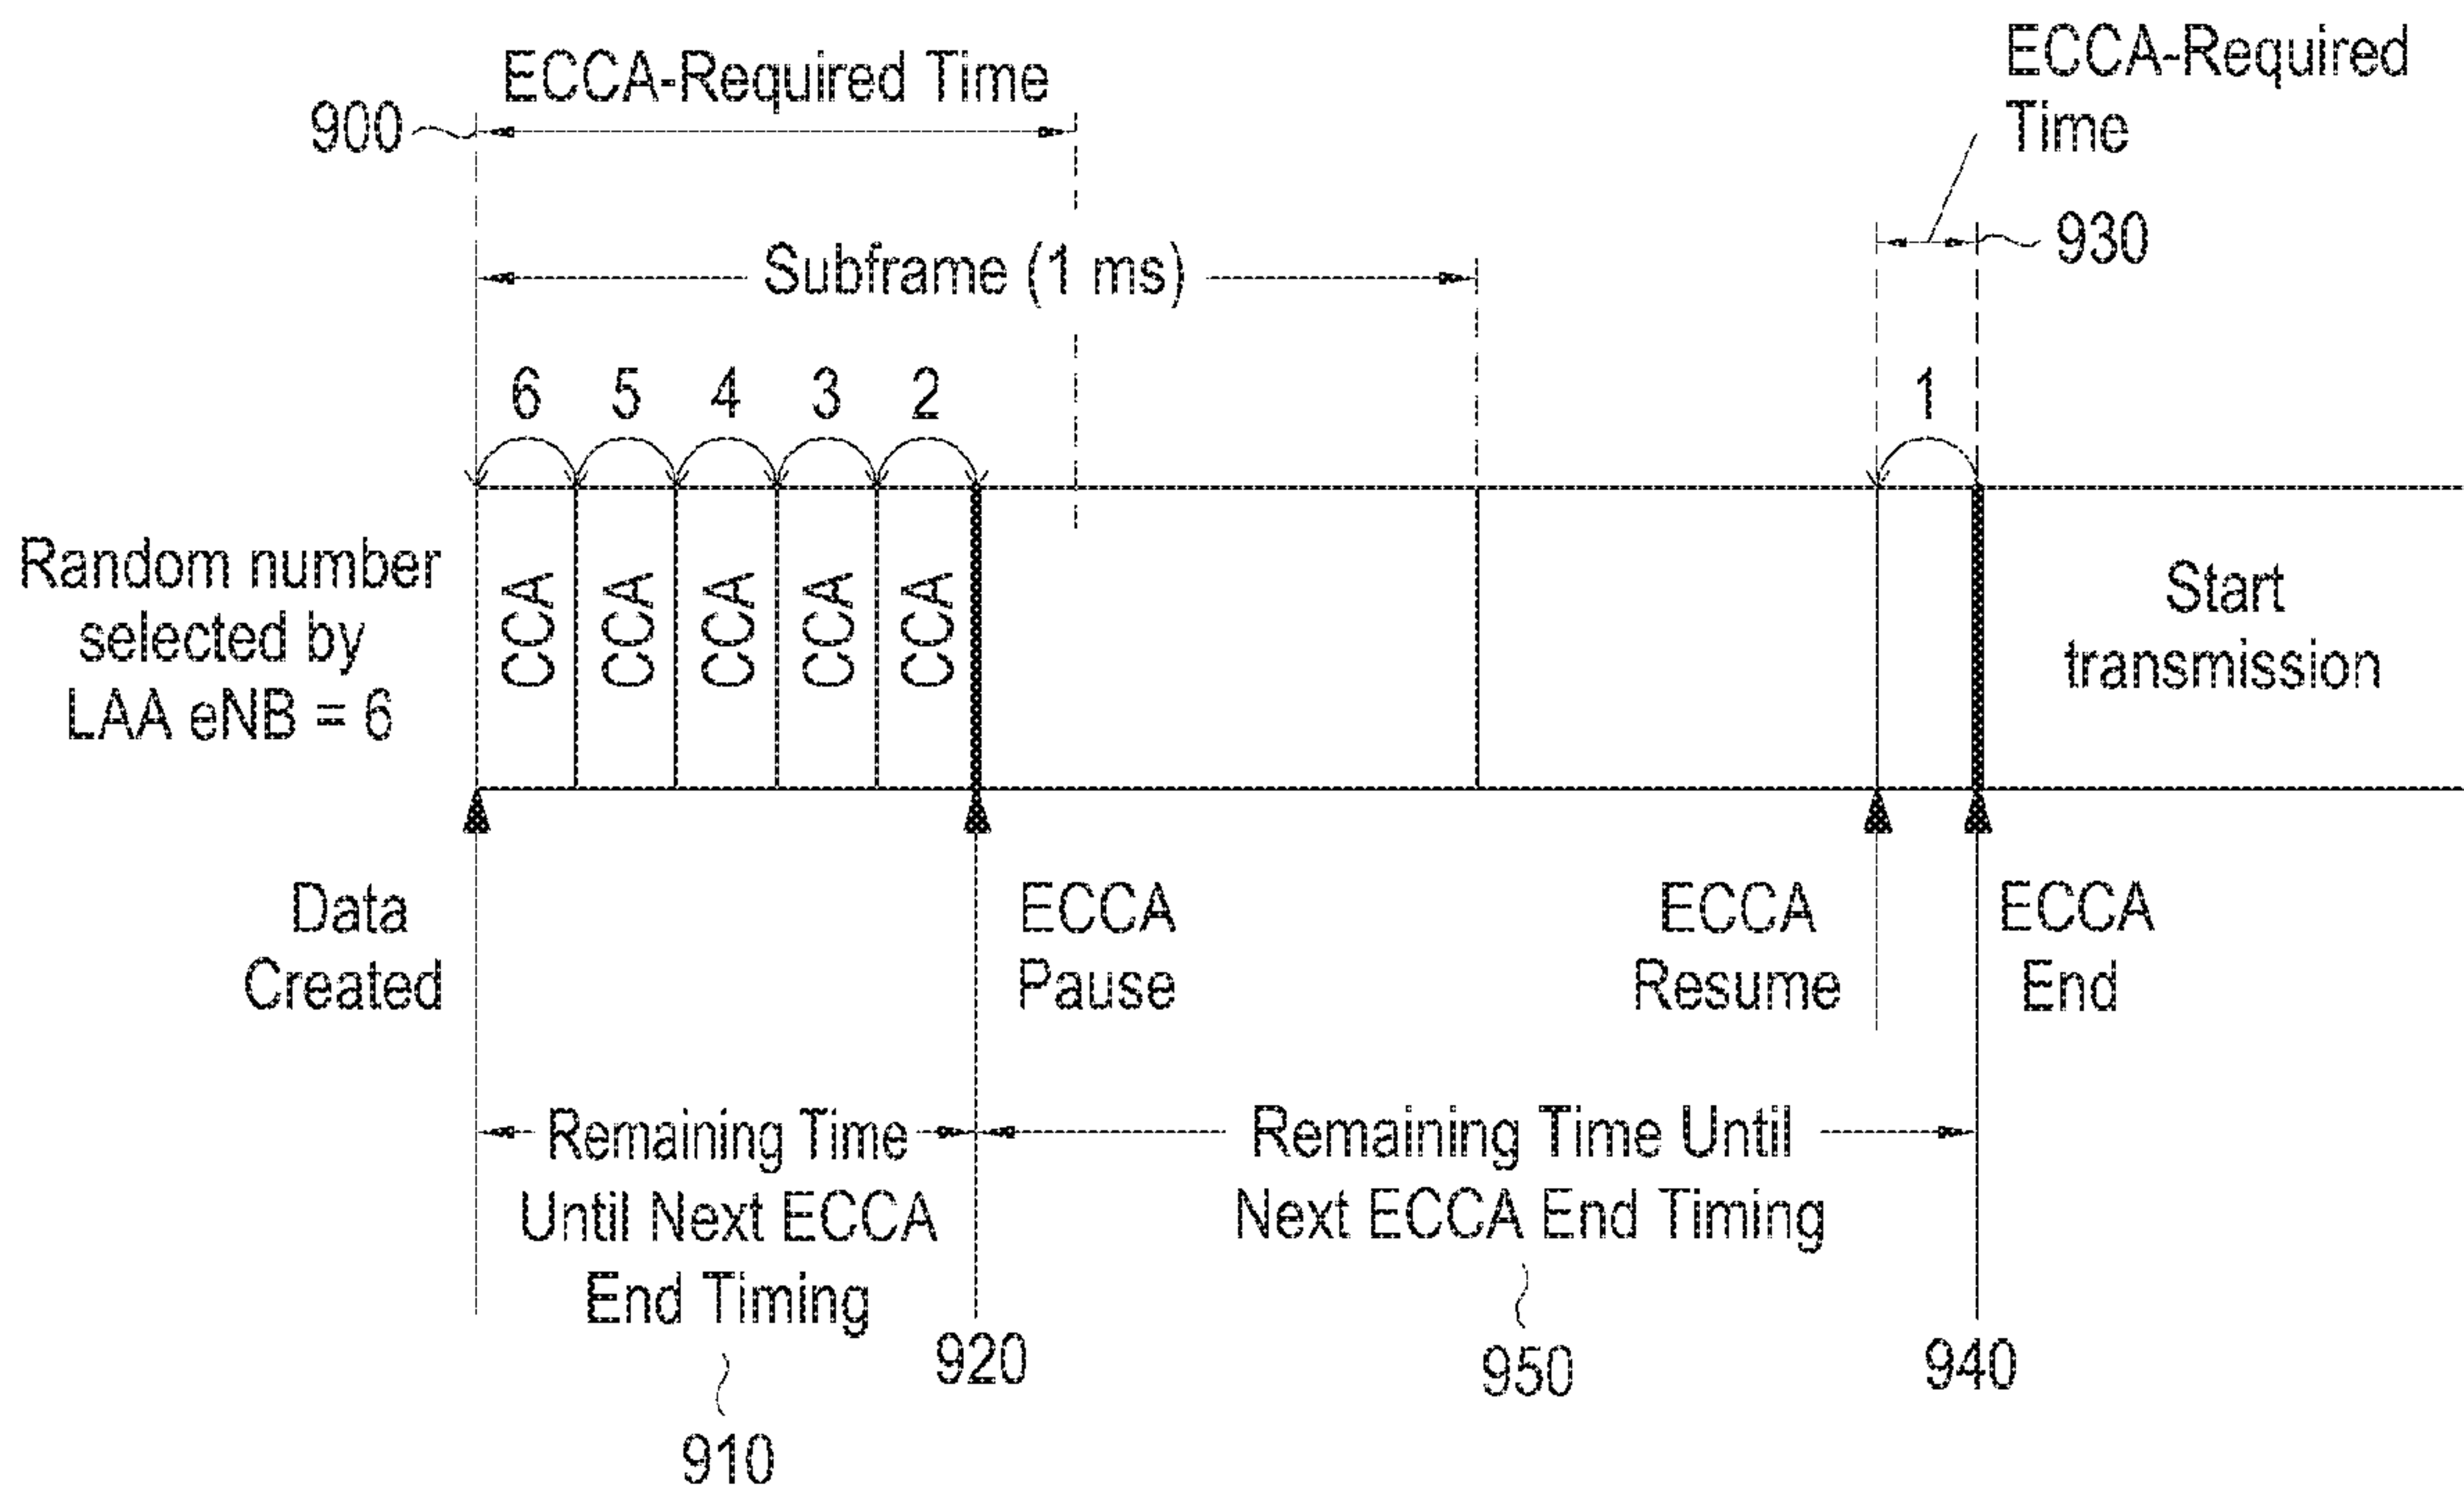 ECCA-Required Time
900
ECCA-Required
Time
930
Subframe (1 ms)
6 5 4 3 2 1
Random number
selected by
LAA eNB = 6
CCA CCA CCA CCA CCA
Start
transmission
Data
Created
ECCA
Pause
ECCA
Resume
ECCA
End
Remaining Time
Until Next ECCA
End Timing
910
920
Remaining Time Until
Next ECCA End Timing
950
940